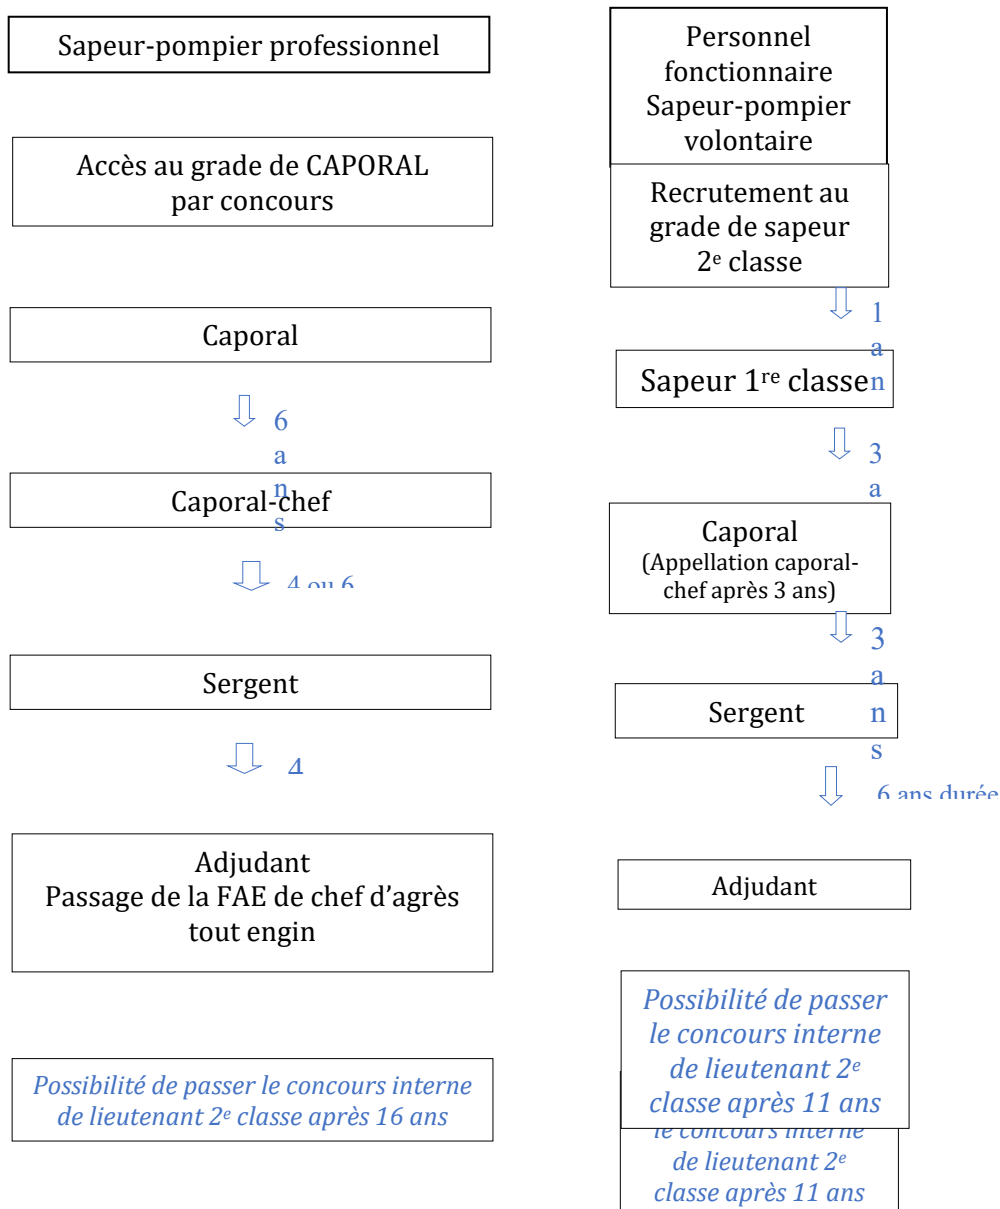 Sapeur-pompier professionnel
Accès au grade de CAPORAL
par concours
Caporal
6
a
n
s
Caporal-chef
4 ou 6
Sergent
4
Adjudant
Passage de la FAE de chef d'agrès
tout engin
Possibilité de passer le concours interne
de lieutenant 2e classe après 16 ans
Personnel
fonctionnaire
Sapeur-pompier
volontaire
Recrutement au
grade de sapeur
2e classe
1
a
n
Sapeur 1re classe
3
a
Caporal
(Appellation caporal-
chef après 3 ans)
3
a
n
s
Sergent
6 ans durée
Adjudant
Possibilité de passer
le concours interne
de lieutenant 2e
classe après 11 ans
le concours interne
de lieutenant 2e
classe après 11 ans